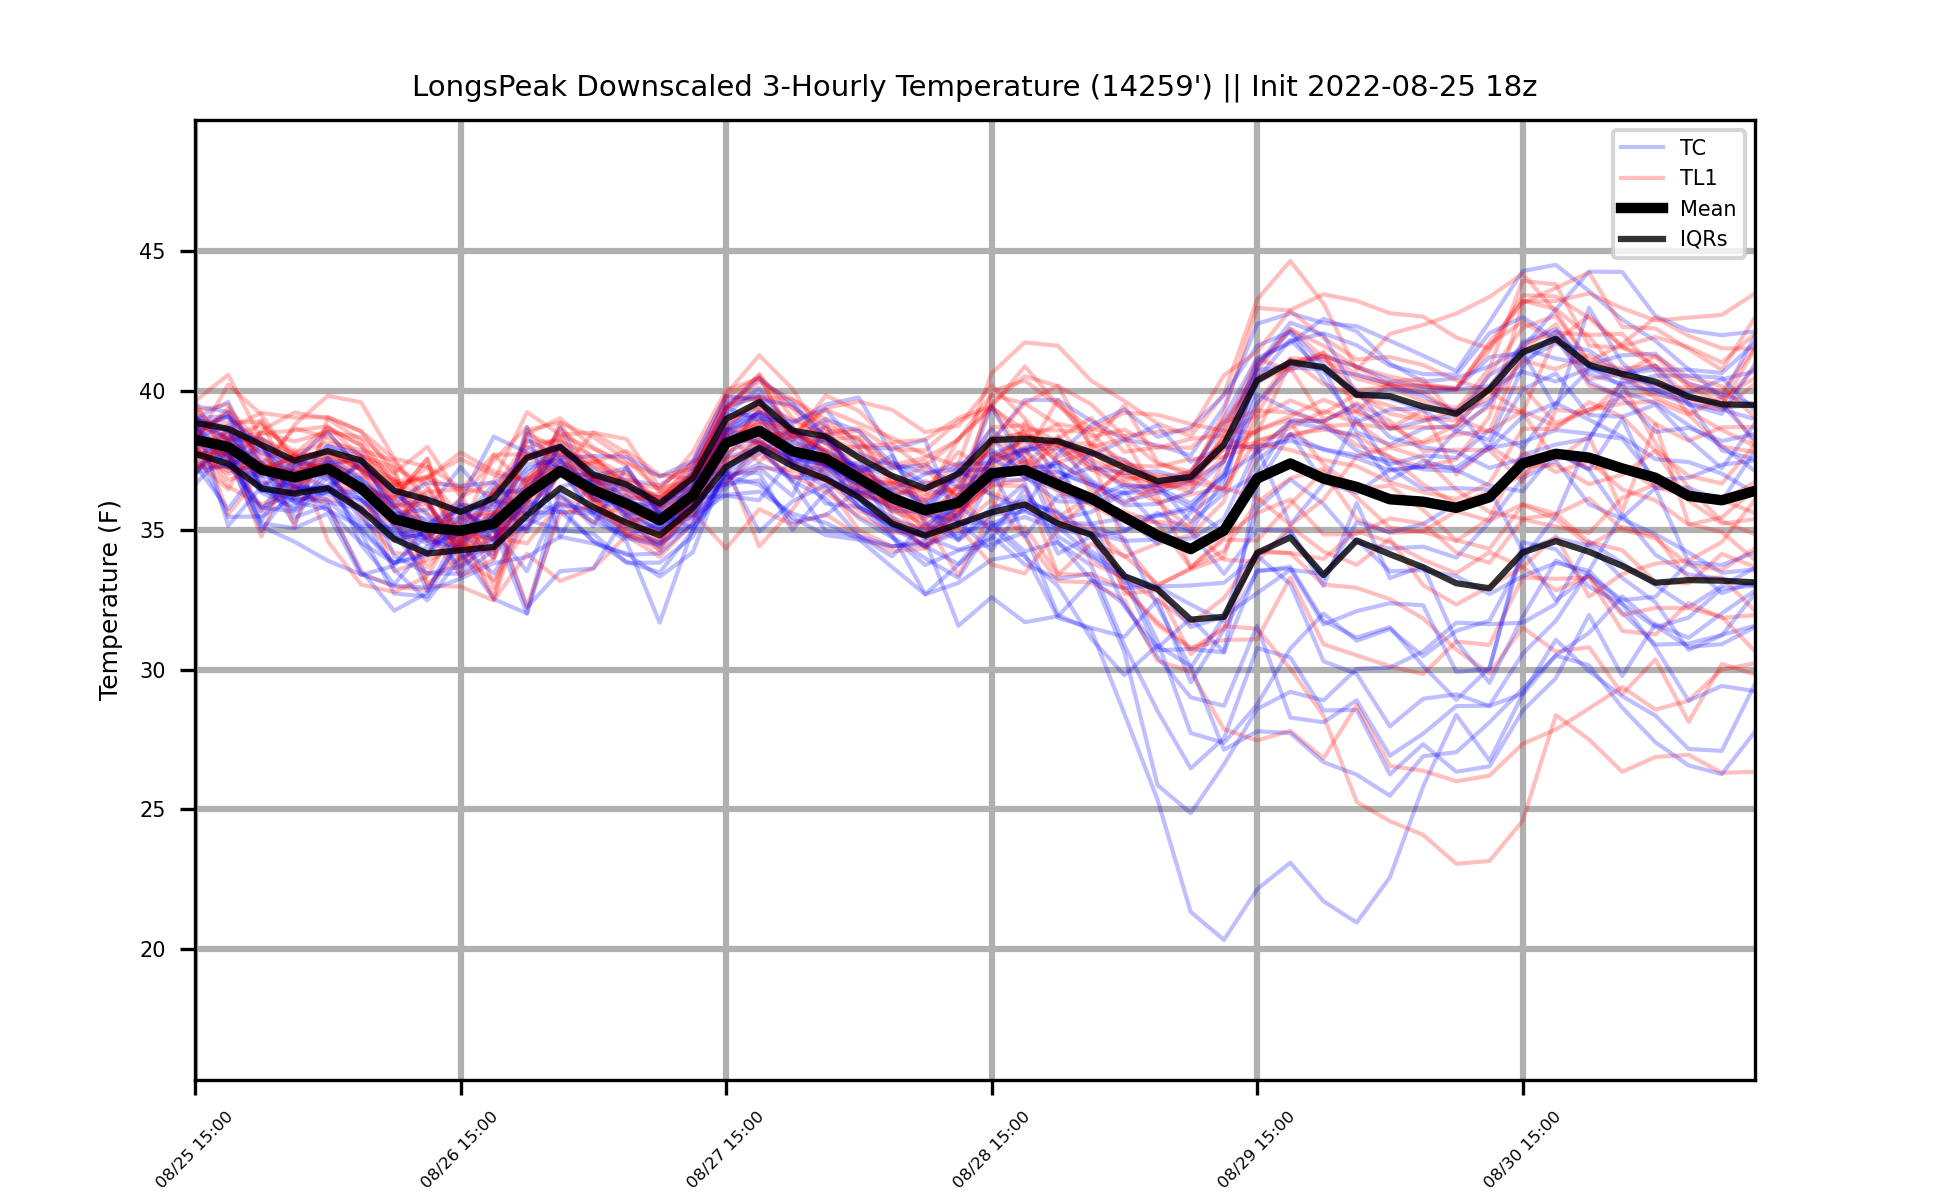 LongsPeak Downscaled 3-Hourly Temperature (14259') || Init 2022-08-25 18z
TC
TL1
Mean
IQRs
Temperature (F)
45
40
35
30
25
20
08/25 15:00
08/26 15:00
08/27 15:00
08/28 15:00
08/29 15:00
08/30 15:00